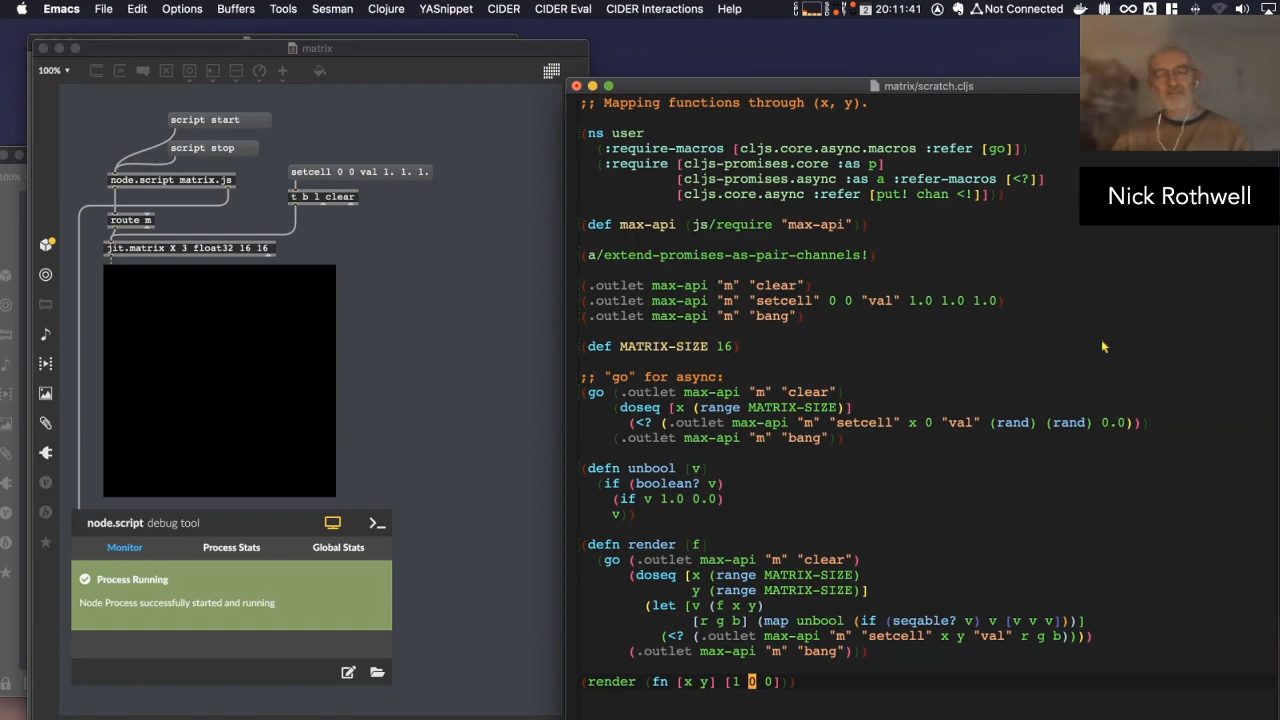 Emacs File Edit Options Buffers Tools Sesman Clojure YASnippet CIDER CIDER Eval CIDER Interactions Help 2 20:11:41 Not Connected
matrix
100%
script start
script stop
setcell 0 0 val 1. 1. 1.
node.script matrix.js
t b l clear
route m
jit.matrix X 3 float32 16 16
node.script debug tool
Monitor Process Stats Global Stats
Process Running
Node Process successfully started and running
matrix/scratch.cljs
;; Mapping functions through (x, y).
(ns user
(:require-macros [cljs.core.async.macros :refer [go]])
(:require [cljs-promises.core :as p]
[cljs-promises.async :as a :refer-macros [<?]]
[cljs.core.async :refer [put! chan <!]]))
(def max-api (js/require "max-api"))
(a/extend-promises-as-pair-channels!)
(.outlet max-api "m" "clear")
(.outlet max-api "m" "setcell" 0 0 "val" 1.0 1.0 1.0)
(.outlet max-api "m" "bang")
(def MATRIX-SIZE 16)
;; "go" for async:
(go (.outlet max-api "m" "clear")
(doseq [x (range MATRIX-SIZE)]
(<? (.outlet max-api "m" "setcell" x 0 "val" (rand) (rand) 0.0)))
(.outlet max-api "m" "bang"))
(defn unbool [v]
(if (boolean? v)
(if v 1.0 0.0)
v))
(defn render [f]
(go (.outlet max-api "m" "clear")
(doseq [x (range MATRIX-SIZE)
y (range MATRIX-SIZE)]
(let [v (f x y)
[r g b] (map unbool (if (seqable? v) v [v v v]))]
(<? (.outlet max-api "m" "setcell" x y "val" r g b))))
(.outlet max-api "m" "bang")))
(render (fn [x y] [1 0 0]))
Nick Rothwell